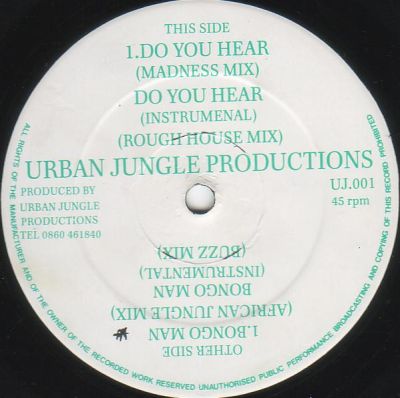 THIS SIDE
1.DO YOU HEAR
(MADNESS MIX)
DO YOU HEAR
(INSTRUMENAL)
(ROUGH HOUSE MIX)
URBAN JUNGLE PRODUCTIONS
PRODUCED BY
URBAN JUNGLE
PRODUCTIONS
TEL 0860 461840
UJ.001
45 rpm
OTHER SIDE
1.BONGO MAN
(AFRICAN JUNGLE MIX)
BONGO MAN
(INSTRUMENTAL)
(BUZZ MIX)
ALL RIGHTS OF THE MANUFACTURER AND OF THE OWNER OF THE RECORDED WORK RESERVED UNAUTHORISED PUBLIC PERFORMANCE BROADCASTING AND COPYING OF THIS RECORD PROHIBITED